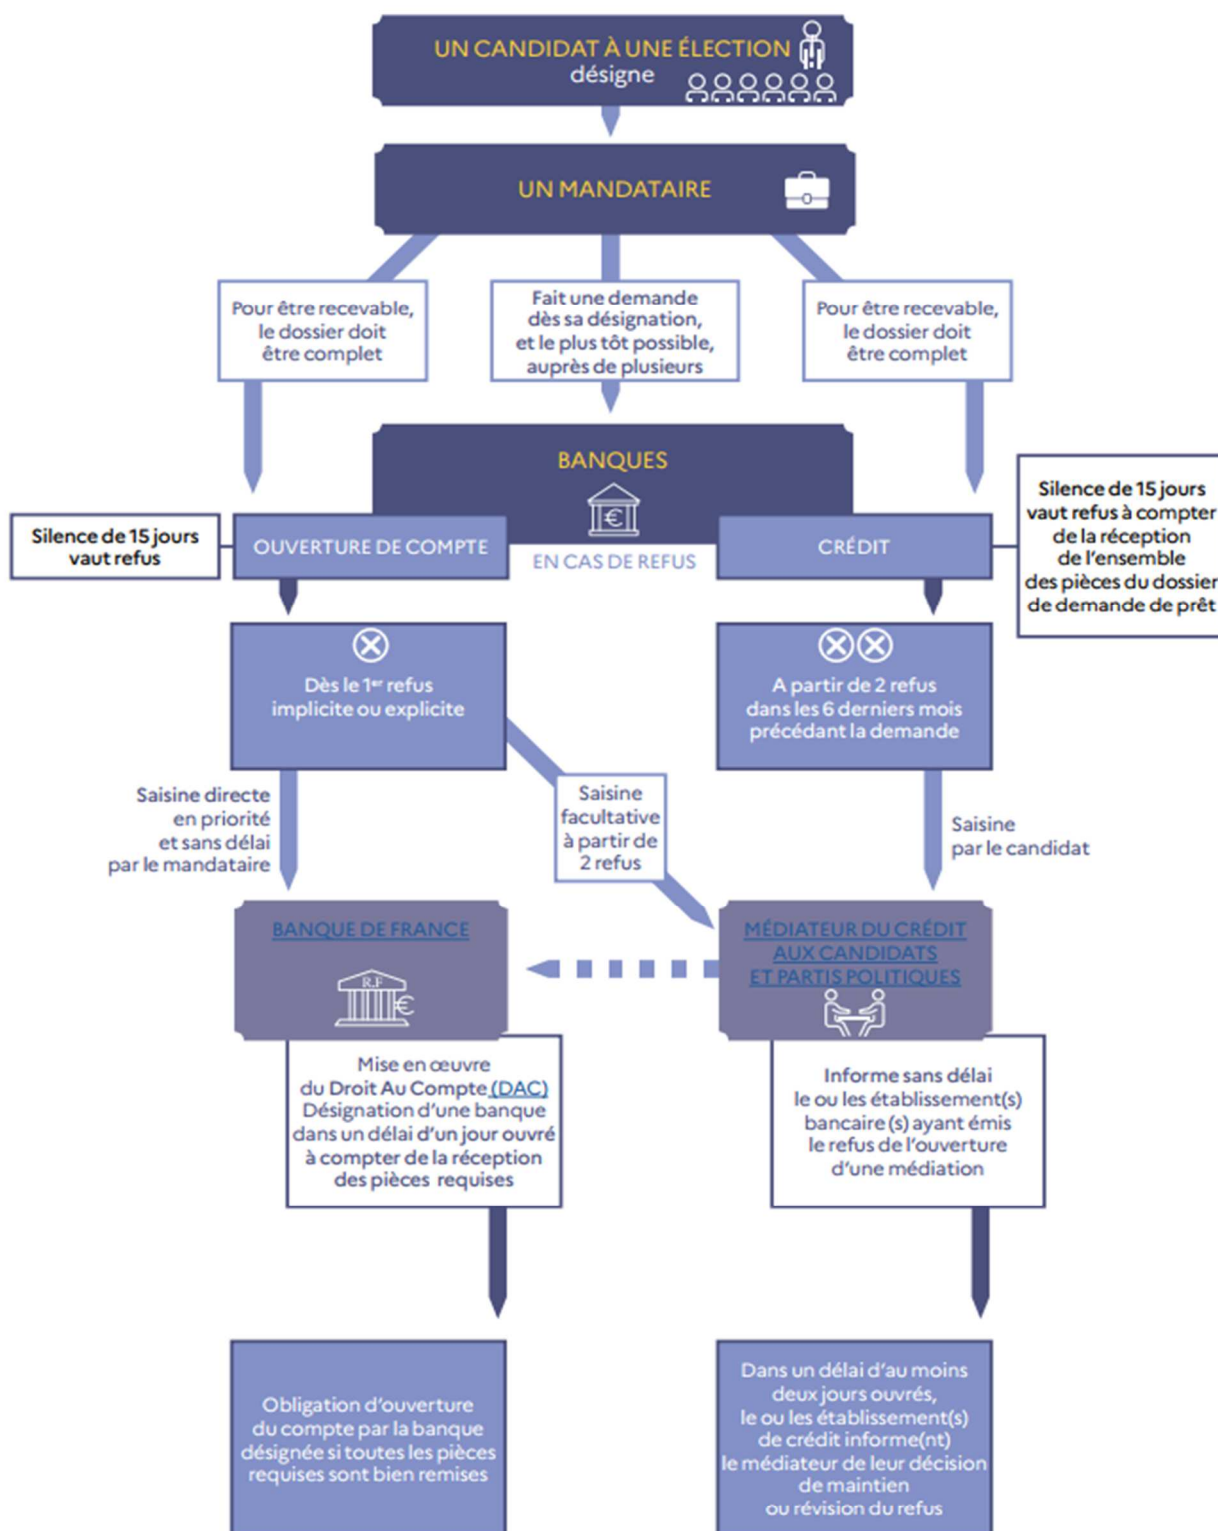 UN CANDIDAT À UNE ÉLECTION
désigne
UN MANDATAIRE
Pour être recevable,
le dossier doit
être complet
Fait une demande
dès sa désignation,
et le plus tôt possible,
auprès de plusieurs
Pour être recevable,
le dossier doit
être complet
BANQUES
€
Silence de 15 jours
vaut refus
OUVERTURE DE COMPTE
EN CAS DE REFUS
CRÉDIT
Silence de 15 jours
vaut refus à compter
de la réception
de l'ensemble
des pièces du dossier
de demande de prêt
Dès le 1er refus
implicite ou explicite
A partir de 2 refus
dans les 6 derniers mois
précédant la demande
Saisine directe
en priorité
et sans délai
par le mandataire
Saisine
facultative
à partir de
2 refus
Saisine
par le candidat
BANQUE DE FRANCE
R.F
€
MÉDIATEUR DU CRÉDIT
AUX CANDIDATS
ET PARTIS POLITIQUES
Mise en œuvre
du Droit Au Compte (DAC)
Désignation d'une banque
dans un délai d'un jour ouvré
à compter de la réception
des pièces requises
Informe sans délai
le ou les établissement(s)
bancaire (s) ayant émis
le refus de l'ouverture
d'une médiation
Obligation d'ouverture
du compte par la banque
désignée si toutes les pièces
requises sont bien remises
Dans un délai d'au moins
deux jours ouvrés,
le ou les établissement(s)
de crédit informe(nt)
le médiateur de leur décision
de maintien
ou révision du refus